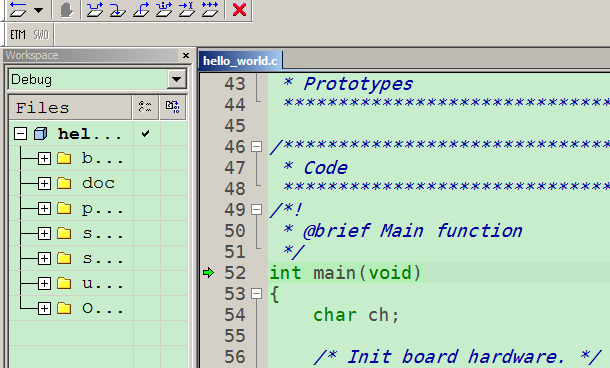 ETM SWO
Workspace
Debug
Files
hel...
b...
doc
p...
s...
s...
u...
O...
hello_world.c
43 * Prototypes
44 ******************************
45
46 /******************************
47 * Code
48 ******************************
49 /*!
50 * @brief Main function
51 */
52 int main(void)
53 {
54 char ch;
55
56 /* Init board hardware. */